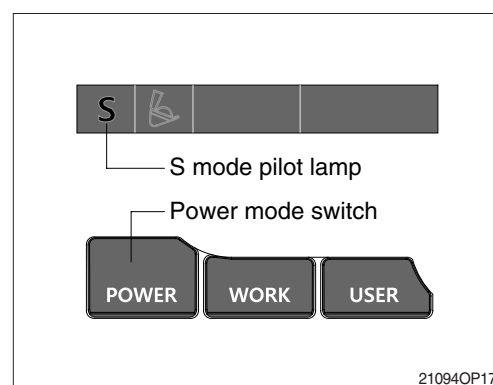 S
S mode pilot lamp
Power mode switch
POWER WORK USER
21094OP17